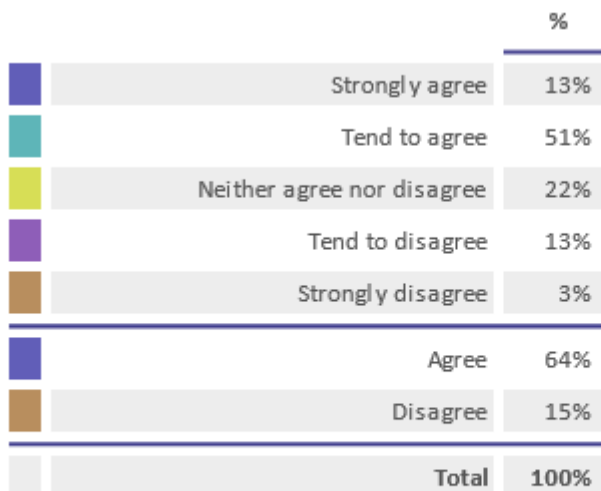 %
Strongly agree 13%
Tend to agree 51%
Neither agree nor disagree 22%
Tend to disagree 13%
Strongly disagree 3%
Agree 64%
Disagree 15%
Total 100%